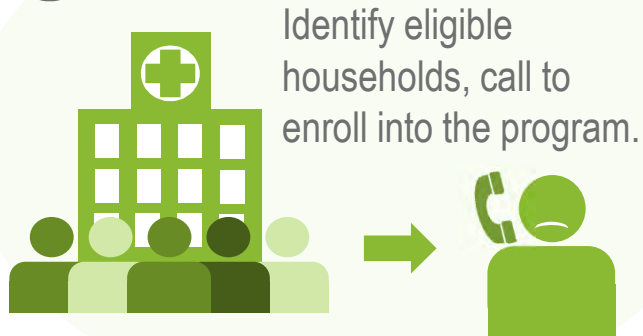 Identify eligible
households, call to
enroll into the program.